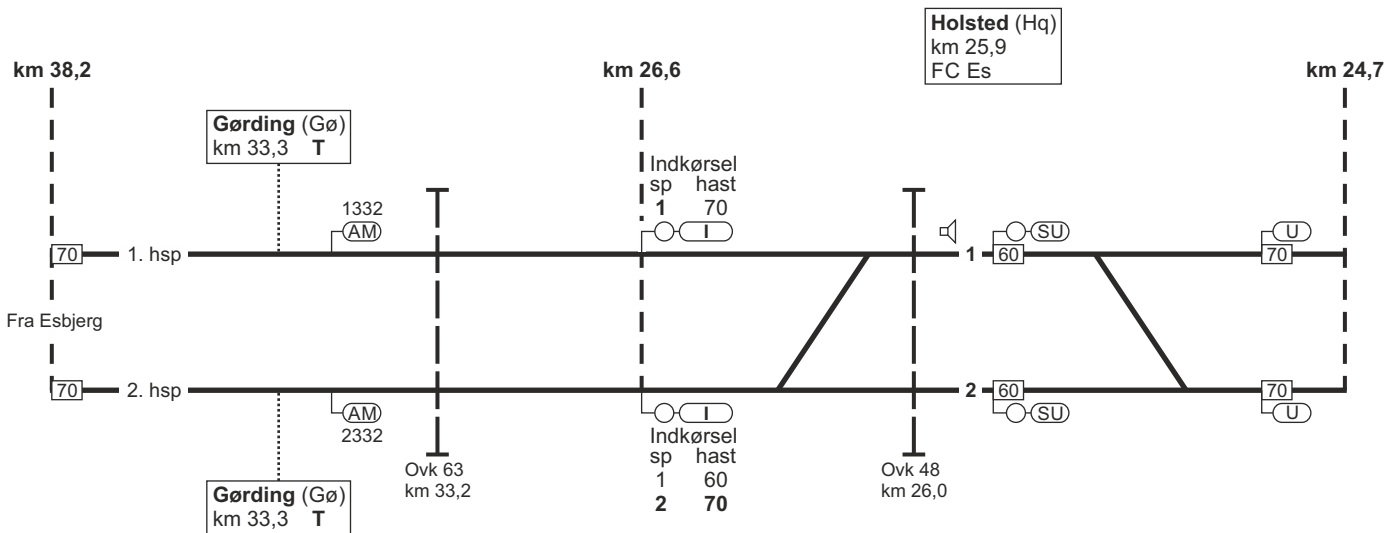 Holsted (Hq)
km 25,9
FC Es
km 38,2
km 26,6
km 24,7
Gørding (Gø)
km 33,3 T
Indkørsel
sp hast
1 70
1332
AM
I
SU
U
70
1. hsp
1
60
70
Fra Esbjerg
70
2. hsp
2
60
70
AM
2332
I
SU
U
Indkørsel
sp hast
1 60
2 70
Ovk 63
km 33,2
Ovk 48
km 26,0
Gørding (Gø)
km 33,3 T